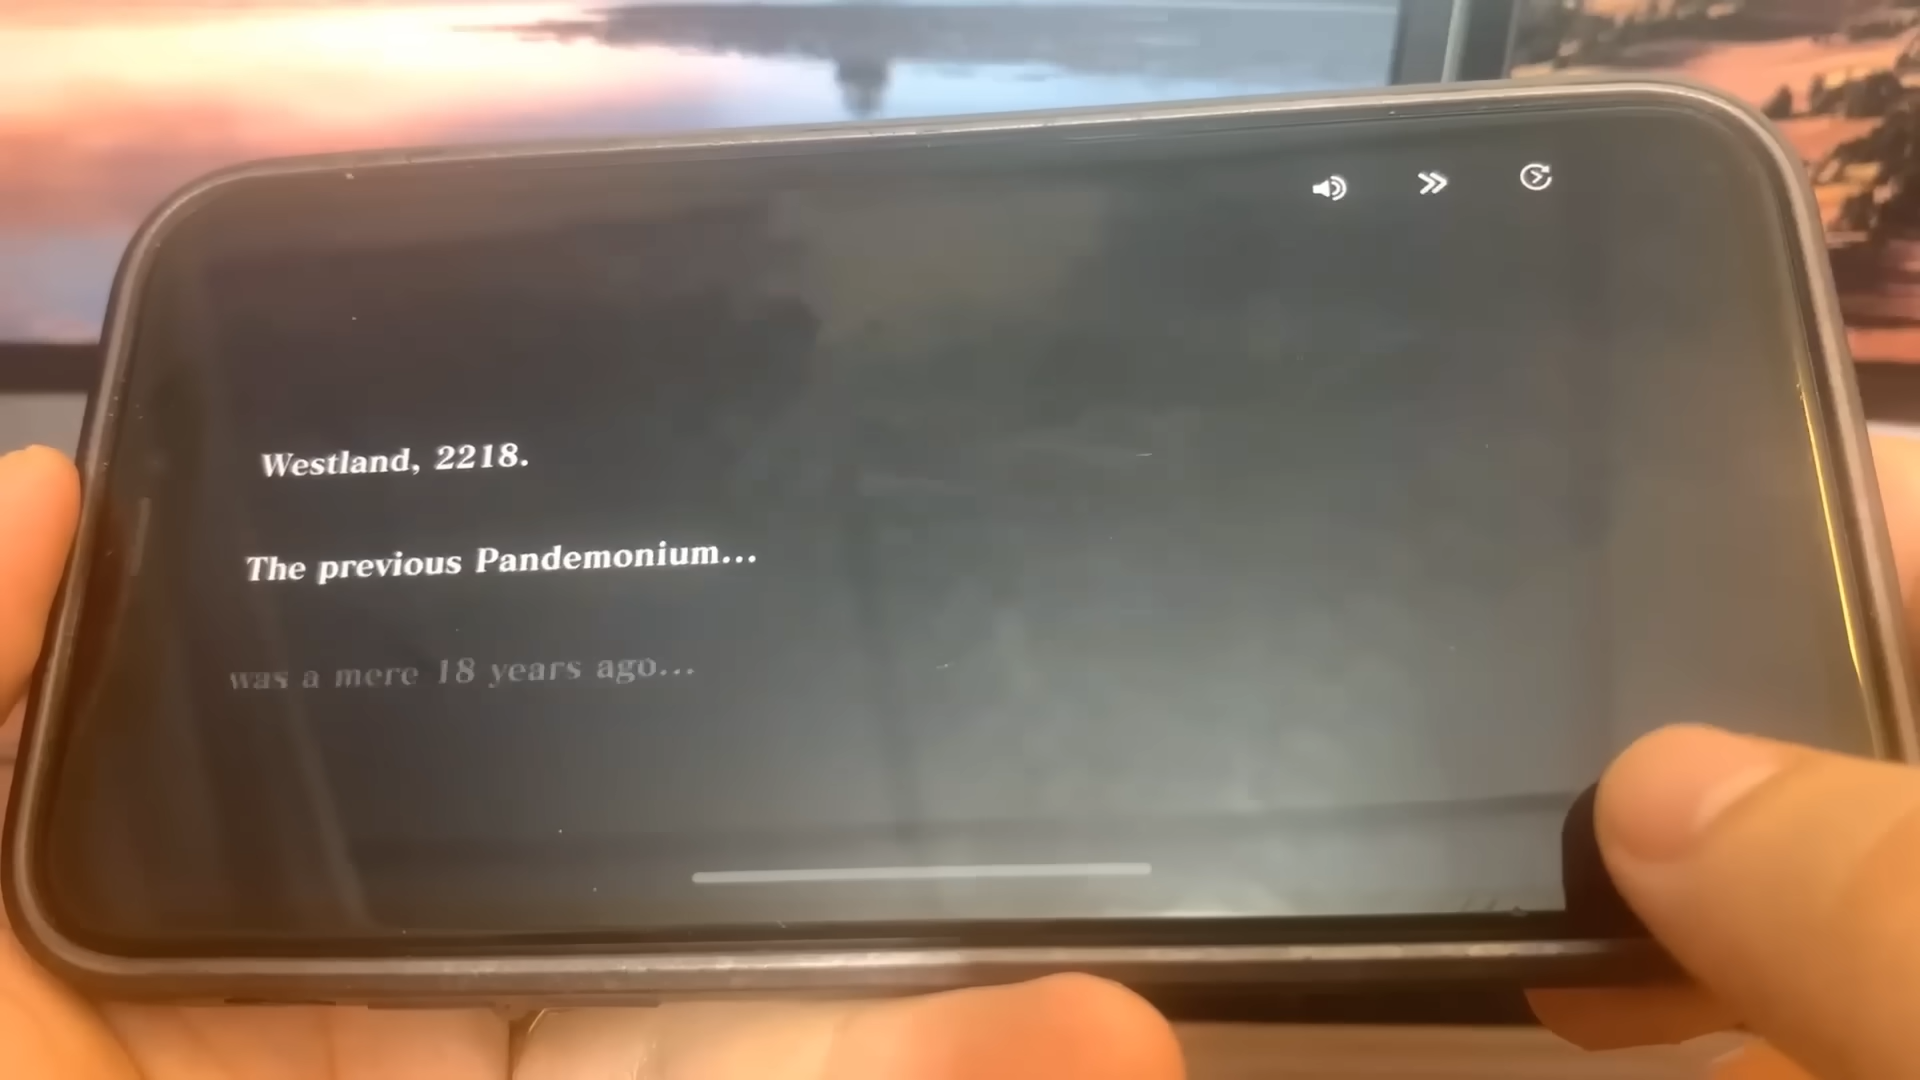 Westland, 2218.
The previous Pandemonium...
was a mere 18 years ago...